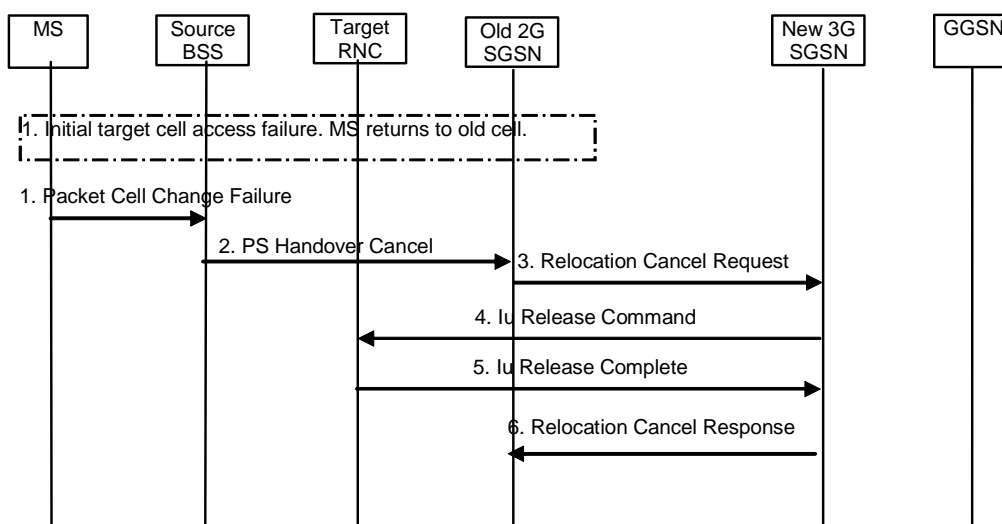 MS
Source
BSS
Target
RNC
Old 2G
SGSN
New 3G
SGSN
GGSN
1. Initial target cell access failure. MS returns to old cell.
1. Packet Cell Change Failure
2. PS Handover Cancel
3. Relocation Cancel Request
4. Iu Release Command
5. Iu Release Complete
6. Relocation Cancel Response